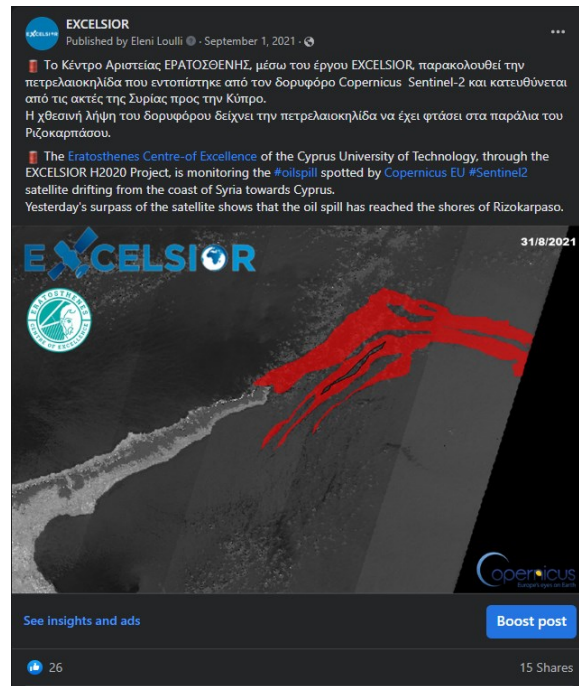 EXCELSIOR
EXCELSIOR
Published by Eleni Loulli · September 1, 2021 ·
Το Κέντρο Αριστείας ΕΡΑΤΟΣΘΕΝΗΣ, μέσω του έργου EXCELSIOR, παρακολουθεί την
πετρελαιοκηλίδα που εντοπίστηκε από τον δορυφόρο Copernicus Sentinel-2 και κατευθύνεται
από τις ακτές της Συρίας προς την Κύπρο.
Η χθεσινή λήψη του δορυφόρου δείχνει την πετρελαιοκηλίδα να έχει φτάσει στα παράλια του
Ριζοκαρπάσου.
The Eratosthenes Centre-of Excellence of the Cyprus University of Technology, through the
EXCELSIOR H2020 Project, is monitoring the #oilspill spotted by Copernicus EU #Sentinel2
satellite drifting from the coast of Syria towards Cyprus.
Yesterday's surpass of the satellite shows that the oil spill has reached the shores of Rizokarpaso.
EXCELSIOR
31/8/2021
ERATOSTHENES
CENTRE OF EXCELLENCE
Copernicus
Europe's eyes on Earth
See insights and ads
Boost post
26
15 Shares